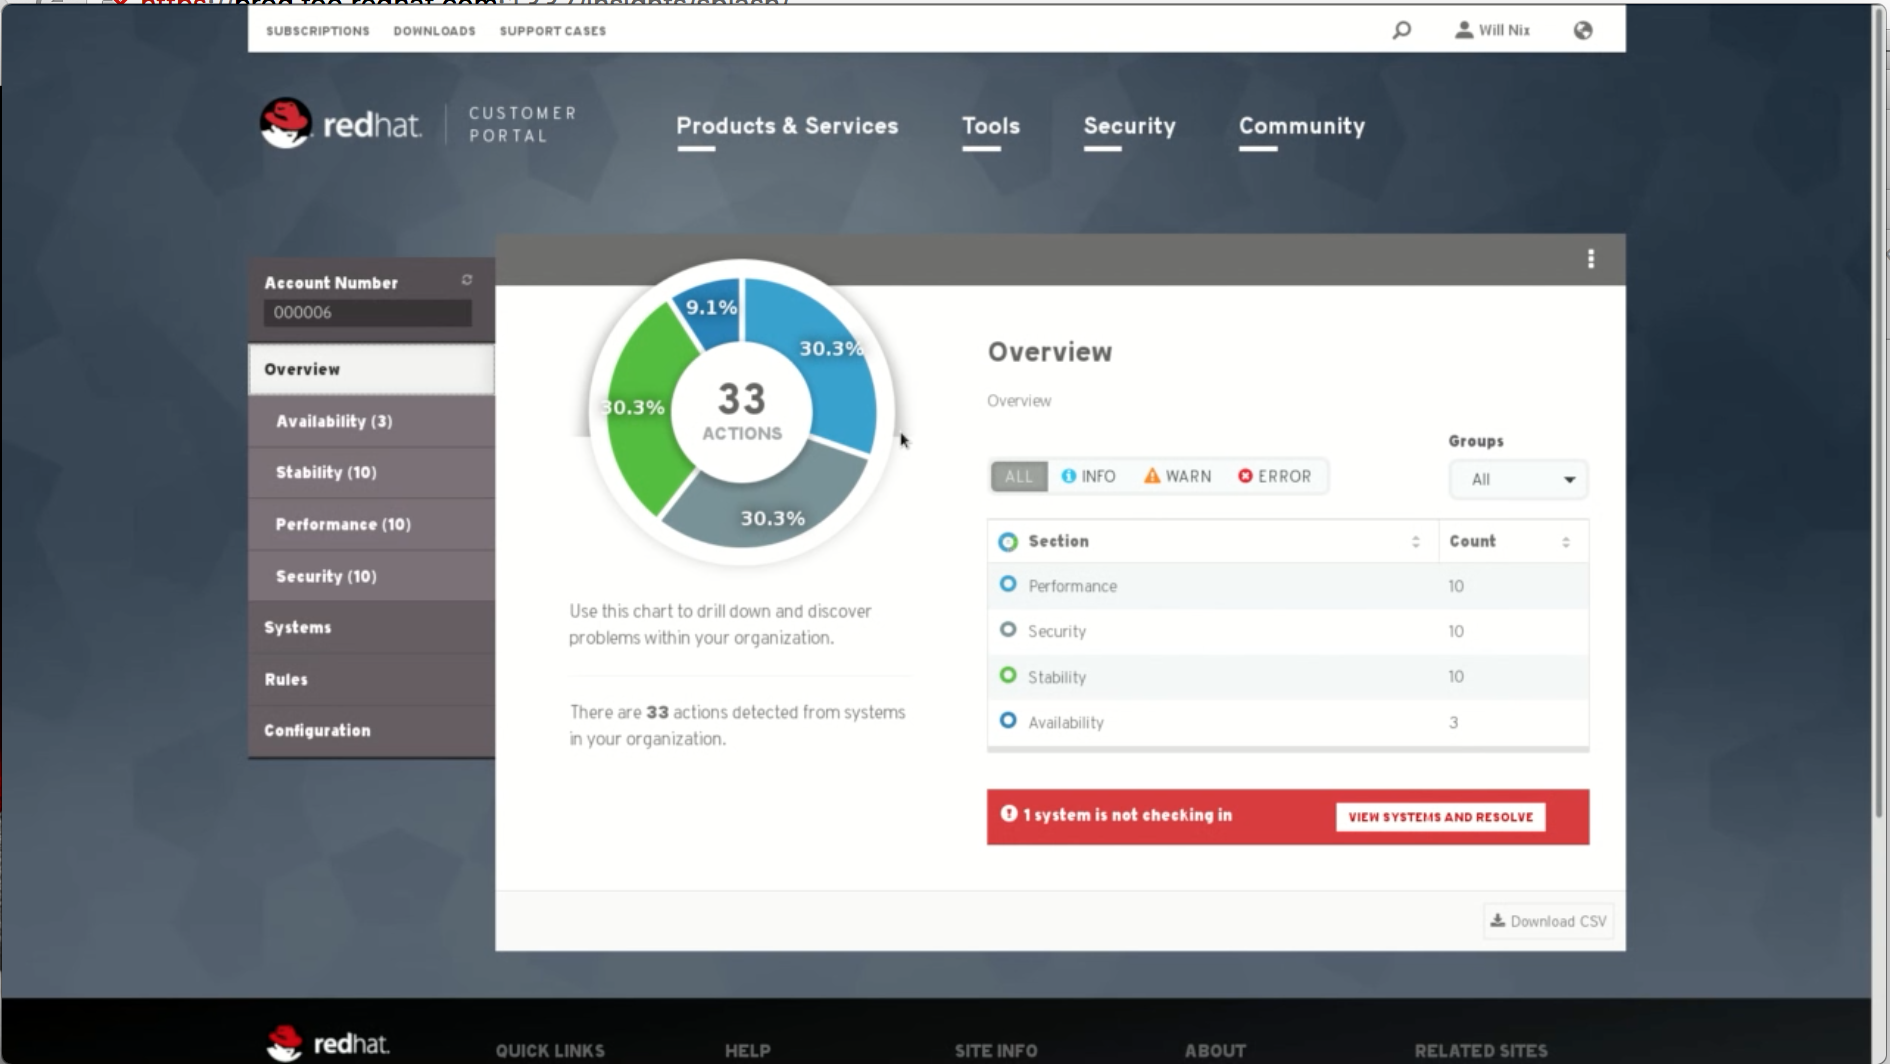 SUBSCRIPTIONS DOWNLOADS SUPPORT CASES Will Nix
redhat. CUSTOMER PORTAL Products & Services Tools Security Community
Account Number
000006
Overview
Availability (3)
Stability (10)
Performance (10)
Security (10)
Systems
Rules
Configuration
9.1%
30.3%
30.3%
30.3%
33
ACTIONS
Use this chart to drill down and discover
problems within your organization.
There are 33 actions detected from systems
in your organization.
Overview
Overview
Groups
ALL INFO WARN ERROR All
Section Count
Performance 10
Security 10
Stability 10
Availability 3
1 system is not checking in VIEW SYSTEMS AND RESOLVE
Download CSV
redhat. QUICK LINKS HELP SITE INFO ABOUT RELATED SITES